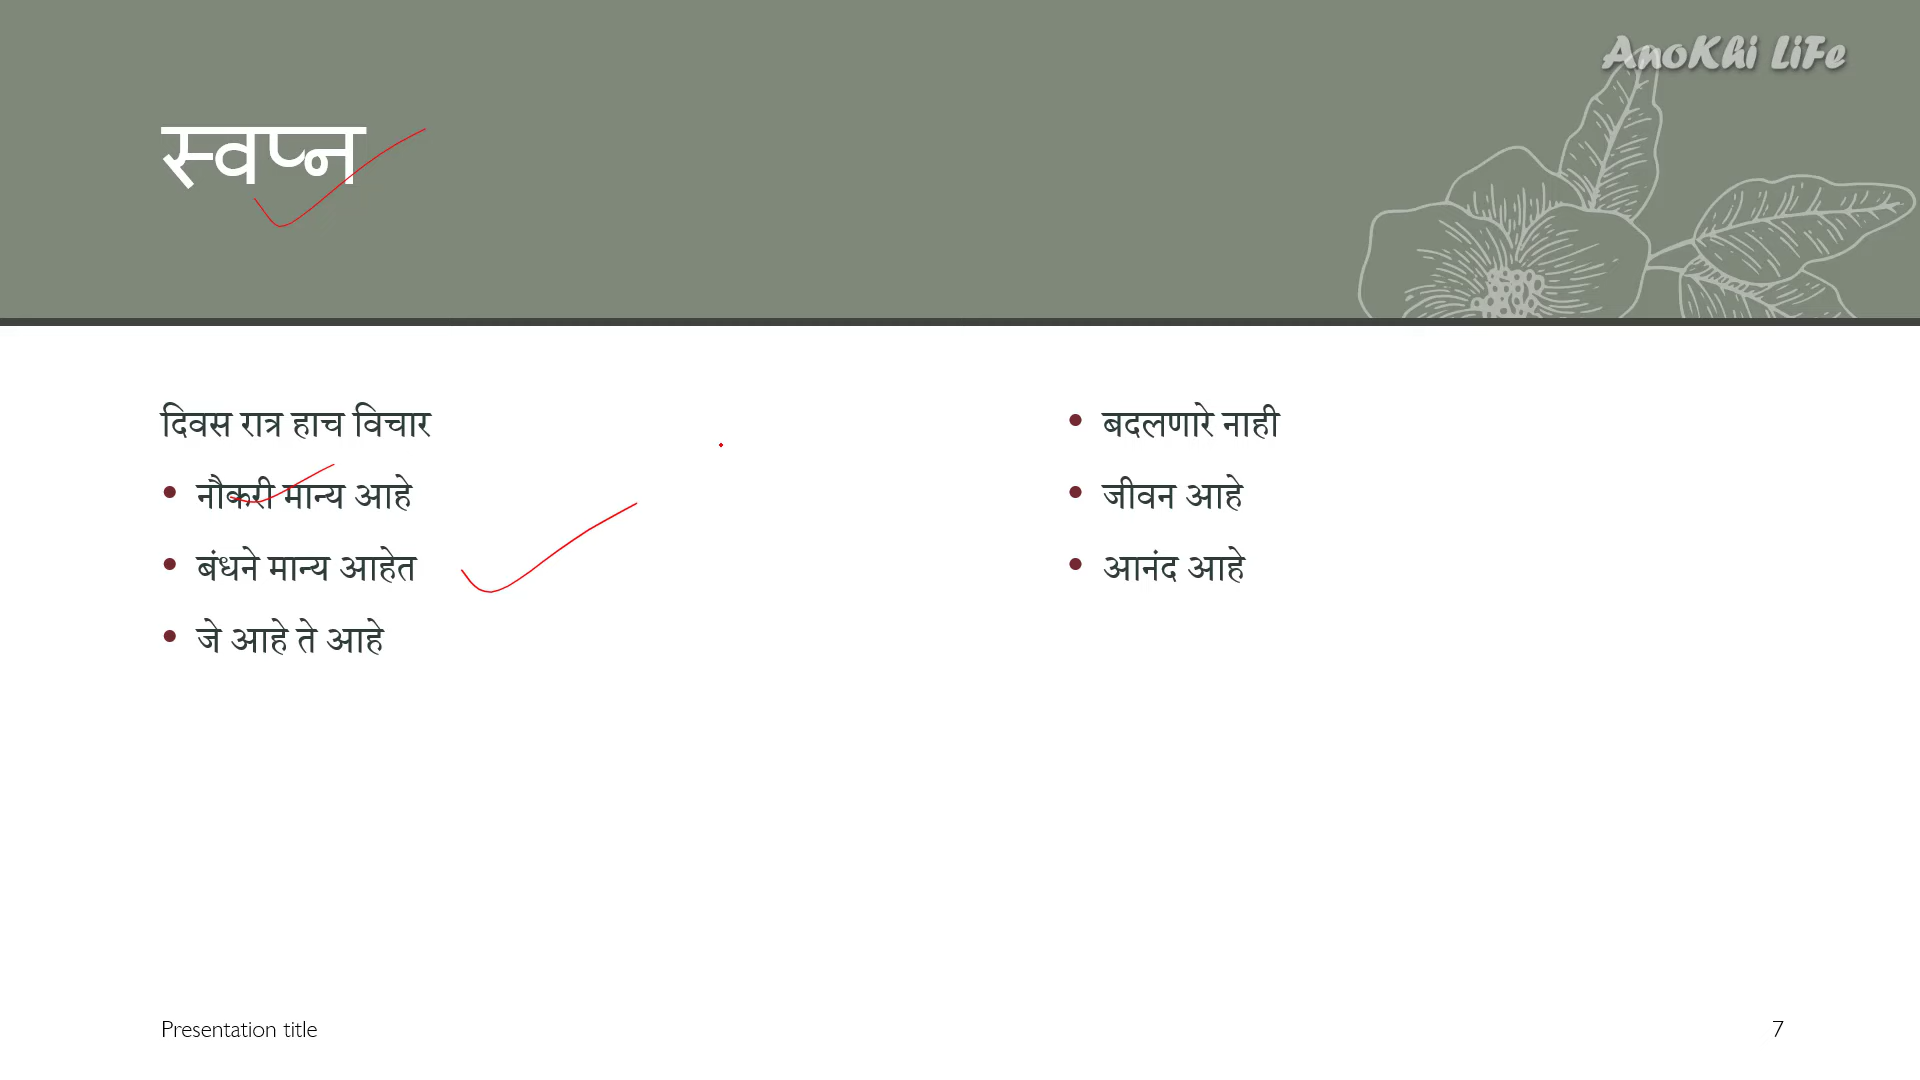 AnoKhi LiFe
स्वप्न
दिवस रात्र हाच विचार
• नौकरी मान्य आहे
• बंधने मान्य आहेत
• जे आहे ते आहे
• बदलणारे नाही
• जीवन आहे
• आनंद आहे
Presentation title
7